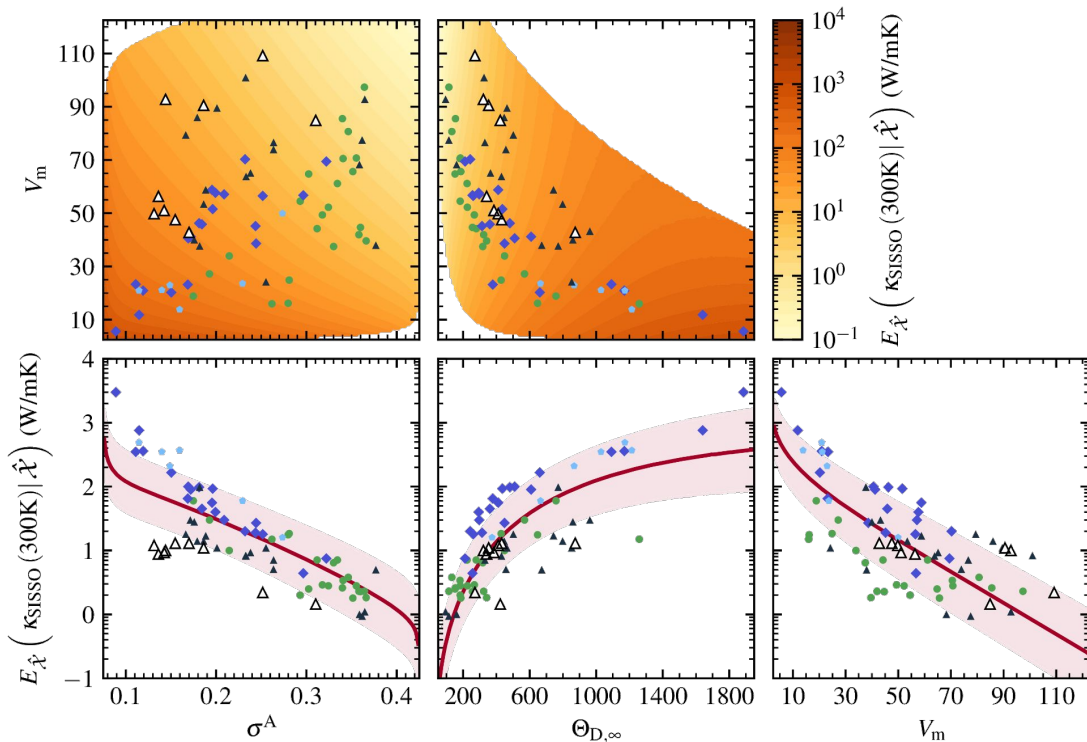 110
90
70
50
30
10
V_m
10^4
10^3
10^2
10^1
10^0
10^−1
E_X̂ ( κ_SISSO (300K) | X̂ ) (W/mK)
4
3
2
1
0
−1
E_X̂ ( κ_SISSO (300K) | X̂ ) (W/mK)
0.1 0.2 0.3 0.4
σ^A
200 600 1000 1400 1800
Θ_D,∞
10 30 50 70 90 110
V_m